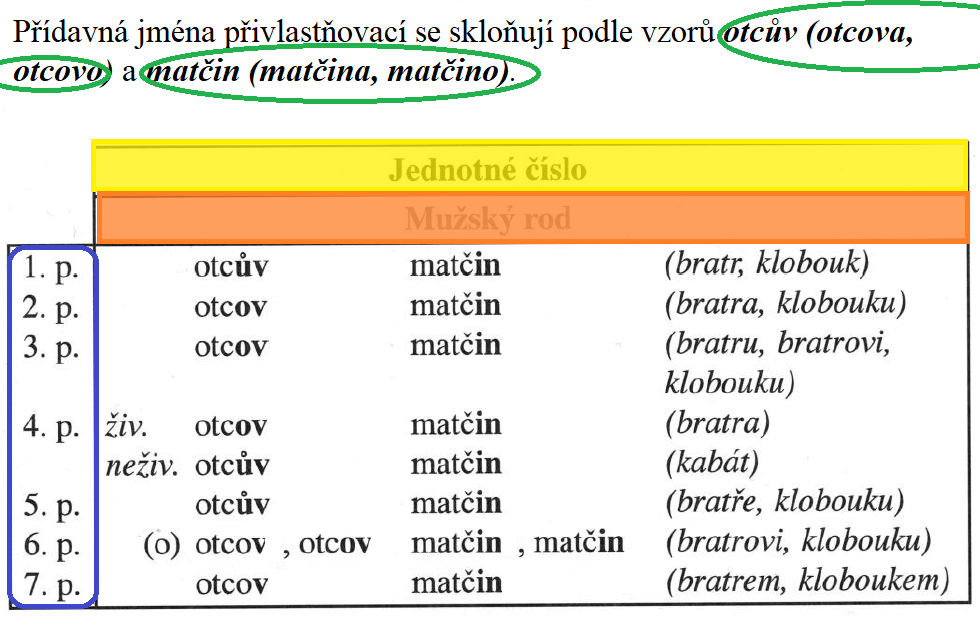 Přídavná jména přivlastňovací se skloňují podle vzorů otcův (otcova,
otcovo) a matčin (matčina, matčino).
Jednotné číslo
Mužský rod
1. p. otcův matčin (bratr, klobouk)
2. p. otcov matčin (bratra, klobouku)
3. p. otcov matčin (bratru, bratrovi,
klobouku)
4. p. živ. otcov matčin (bratra)
neživ. otcův matčin (kabát)
5. p. otcův matčin (bratře, klobouku)
6. p. (o) otcov , otcov matčin , matčin (bratrovi, klobouku)
7. p. otcov matčin (bratrem, kloboukem)